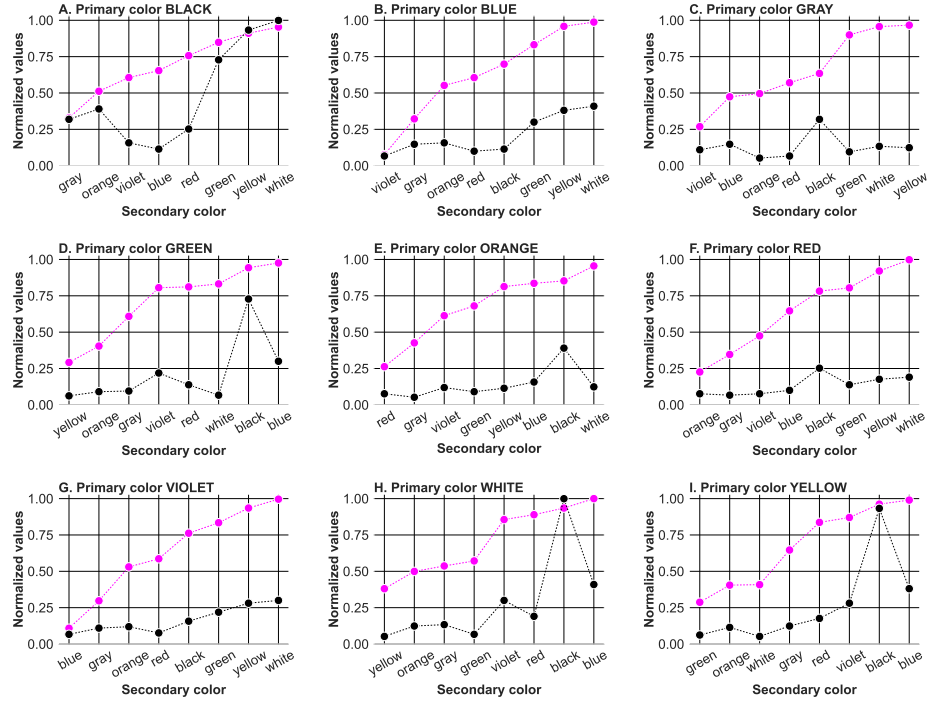 A. Primary color BLACK
Normalized values
1.00
0.75
0.50
0.25
0.00
gray orange violet blue red green yellow white
Secondary color
B. Primary color BLUE
Normalized values
1.00
0.75
0.50
0.25
0.00
violet gray orange red black green yellow white
Secondary color
C. Primary color GRAY
Normalized values
1.00
0.75
0.50
0.25
0.00
violet blue orange red black green white yellow
Secondary color
D. Primary color GREEN
Normalized values
1.00
0.75
0.50
0.25
0.00
yellow orange gray violet red white black blue
Secondary color
E. Primary color ORANGE
Normalized values
1.00
0.75
0.50
0.25
0.00
red gray violet green yellow blue black white
Secondary color
F. Primary color RED
Normalized values
1.00
0.75
0.50
0.25
0.00
orange gray violet blue black green yellow white
Secondary color
G. Primary color VIOLET
Normalized values
1.00
0.75
0.50
0.25
0.00
blue gray orange red black green yellow white
Secondary color
H. Primary color WHITE
Normalized values
1.00
0.75
0.50
0.25
0.00
yellow orange gray green violet red black blue
Secondary color
I. Primary color YELLOW
Normalized values
1.00
0.75
0.50
0.25
0.00
green orange white gray red violet black blue
Secondary color